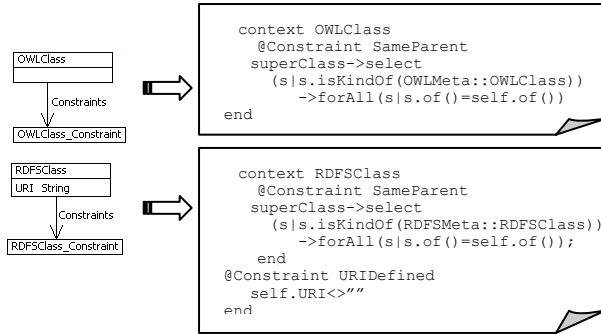 OWLClass
Constraints
OWLClass_Constraint
context OWLClass
@Constraint SameParent
superClass->select
(s|s.isKindOf(OWLMeta::OWLClass))
->forAll(s|s.of()=self.of())
end
RDFSClass
URI String
Constraints
RDFSClass_Constraint
context RDFSClass
@Constraint SameParent
superClass->select
(s|s.isKindOf(RDFSMeta::RDFSClass))
->forAll(s|s.of()=self.of());
end
@Constraint URIDefined
self.URI<>””
end